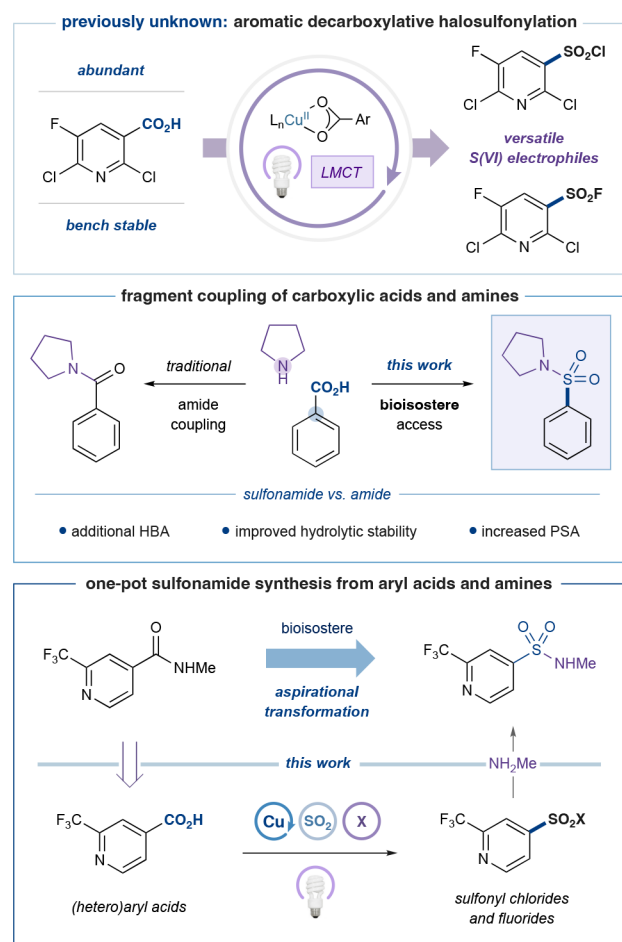 previously unknown: aromatic decarboxylative halosulfonylation
abundant
F
CO₂H
Cl
N
Cl
bench stable
LₙCuᴵᴵ
O
O
Ar
LMCT
F
SO₂Cl
Cl
N
Cl
versatile
S(VI) electrophiles
F
SO₂F
Cl
N
Cl
fragment coupling of carboxylic acids and amines
N
O
traditional
amide
coupling
N
H
CO₂H
this work
bioisostere
access
N
O
S
O
sulfonamide vs. amide
• additional HBA
• improved hydrolytic stability
• increased PSA
one-pot sulfonamide synthesis from aryl acids and amines
O
F₃C
NHMe
N
bioisostere
aspirational
transformation
O
O
F₃C
S
NHMe
N
this work
NH₂Me
F₃C
CO₂H
N
(hetero)aryl acids
Cu
SO₂
X
F₃C
SO₂X
N
sulfonyl chlorides
and fluorides